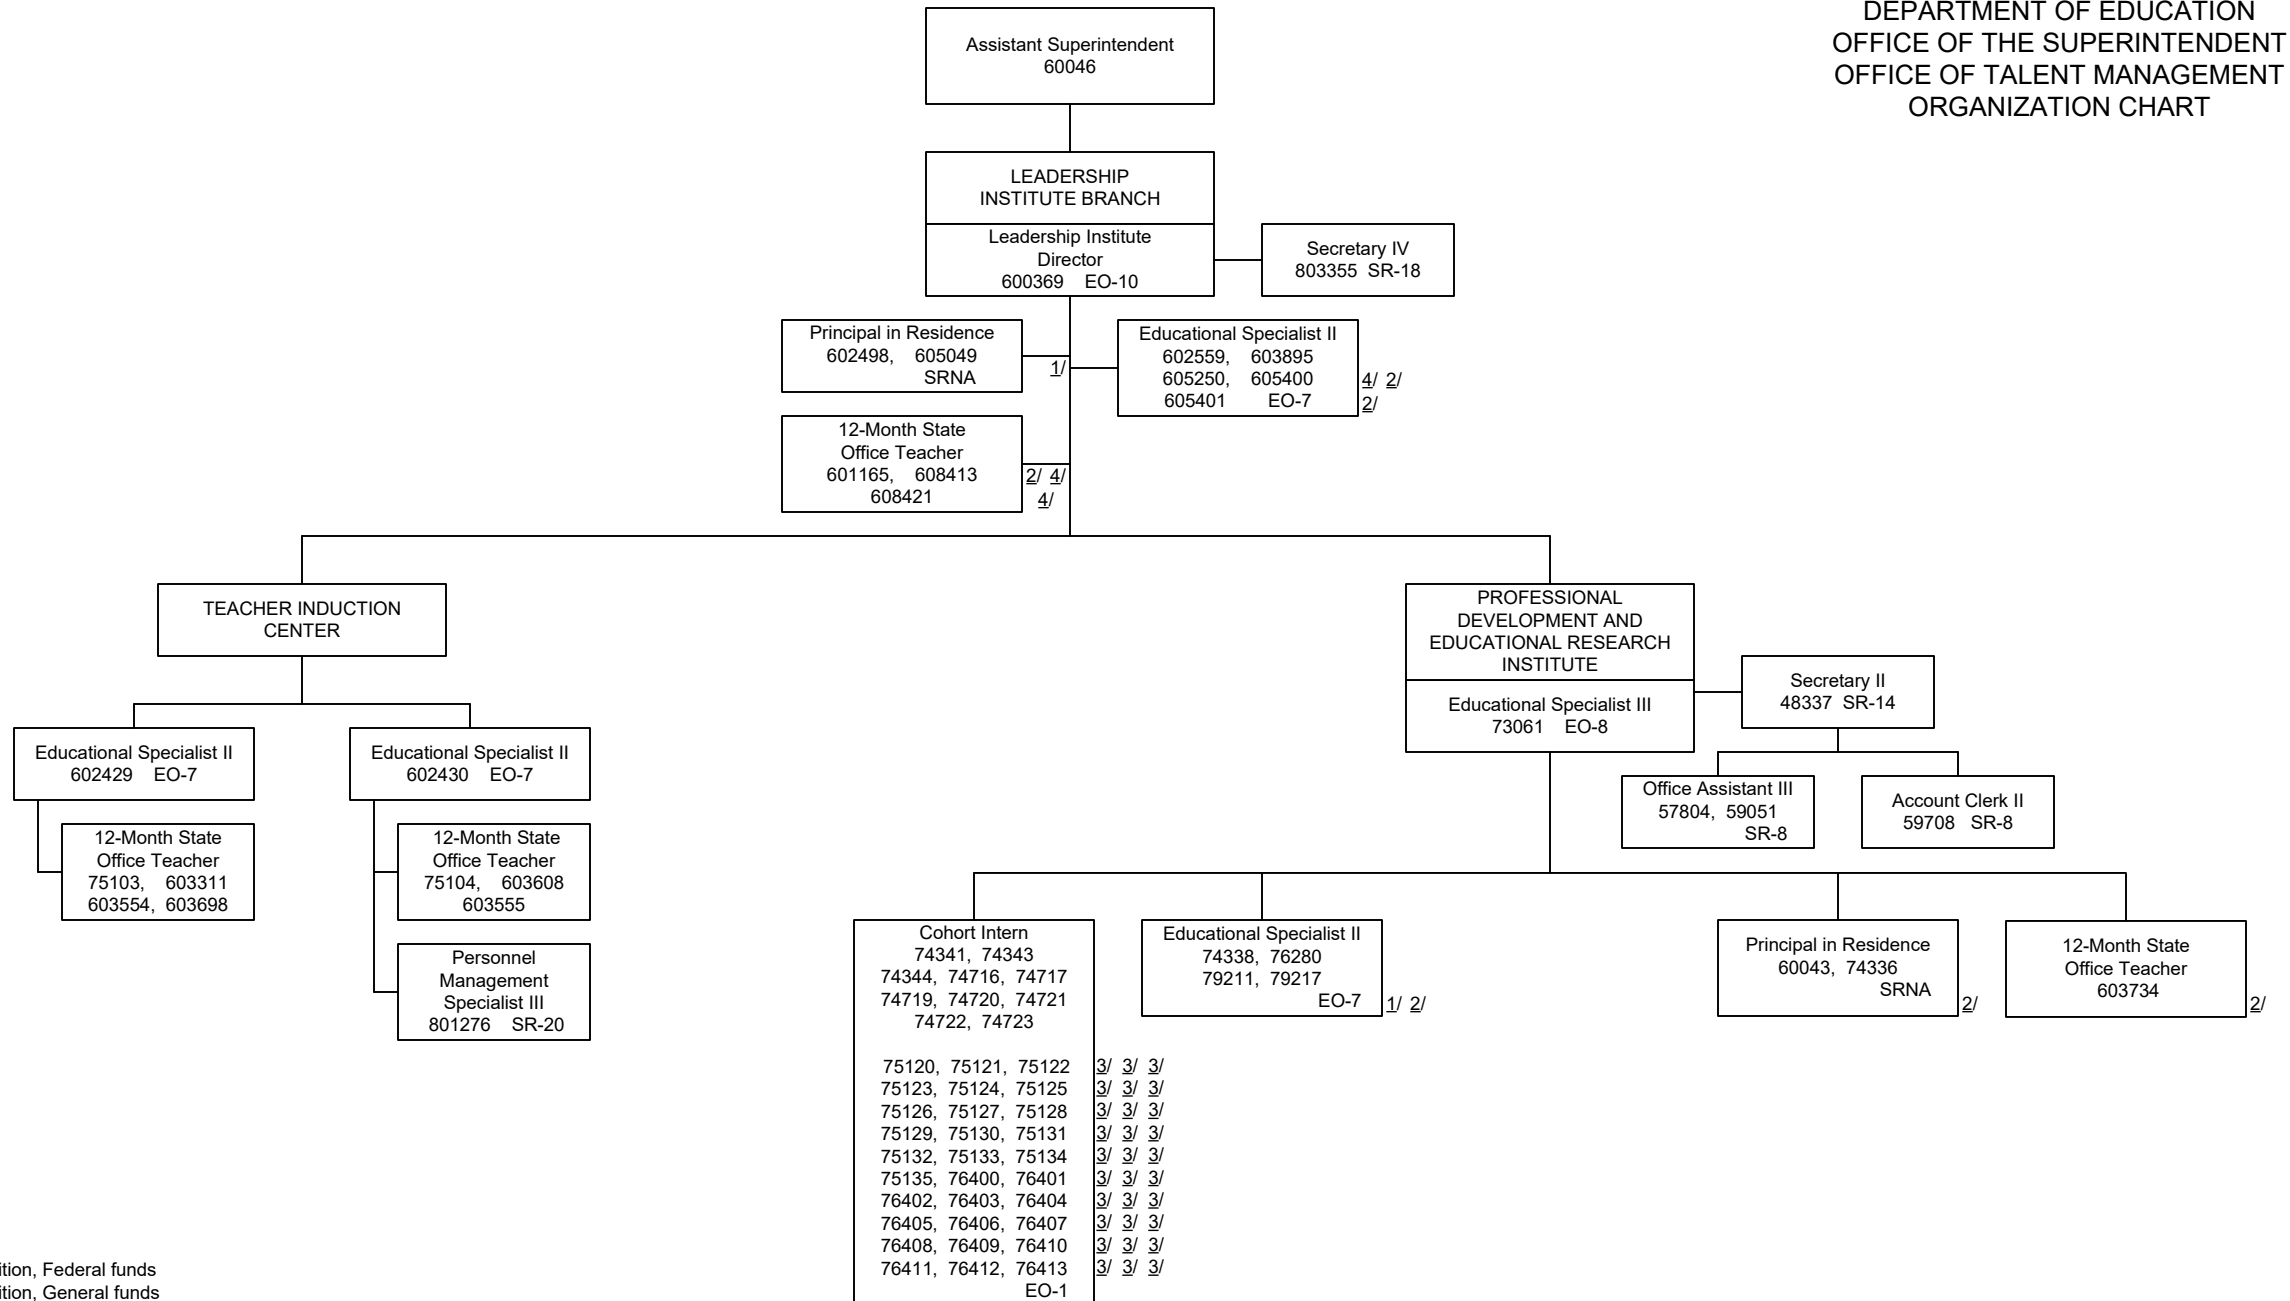 DEPARTMENT OF EDUCATION
OFFICE OF THE SUPERINTENDENT
OFFICE OF TALENT MANAGEMENT
ORGANIZATION CHART
Assistant Superintendent
60046
LEADERSHIP
INSTITUTE BRANCH
Leadership Institute
Director
600369 EO-10
Secretary IV
803355 SR-18
Principal in Residence
602498, 605049
SRNA
1/
Educational Specialist II
602559, 603895
605250, 605400
605401 EO-7
4/ 2/
2/
12-Month State
Office Teacher
601165, 608413
608421
2/ 4/
4/
TEACHER INDUCTION
CENTER
Educational Specialist II
602429 EO-7
12-Month State
Office Teacher
75103, 603311
603554, 603698
Educational Specialist II
602430 EO-7
12-Month State
Office Teacher
75104, 603608
603555
Personnel
Management
Specialist III
801276 SR-20
PROFESSIONAL
DEVELOPMENT AND
EDUCATIONAL RESEARCH
INSTITUTE
Educational Specialist III
73061 EO-8
Secretary II
48337 SR-14
Office Assistant III
57804, 59051
SR-8
Account Clerk II
59708 SR-8
Cohort Intern
74341, 74343
74344, 74716, 74717
74719, 74720, 74721
74722, 74723
75120, 75121, 75122 3/ 3/ 3/
75123, 75124, 75125 3/ 3/ 3/
75126, 75127, 75128 3/ 3/ 3/
75129, 75130, 75131 3/ 3/ 3/
75132, 75133, 75134 3/ 3/ 3/
75135, 76400, 76401 3/ 3/ 3/
76402, 76403, 76404 3/ 3/ 3/
76405, 76406, 76407 3/ 3/ 3/
76408, 76409, 76410 3/ 3/ 3/
76411, 76412, 76413 3/ 3/ 3/
EO-1
Educational Specialist II
74338, 76280
79211, 79217
EO-7
1/ 2/
Principal in Residence
60043, 74336
SRNA
2/
12-Month State
Office Teacher
603734
2/
ition, Federal funds
ition, General funds